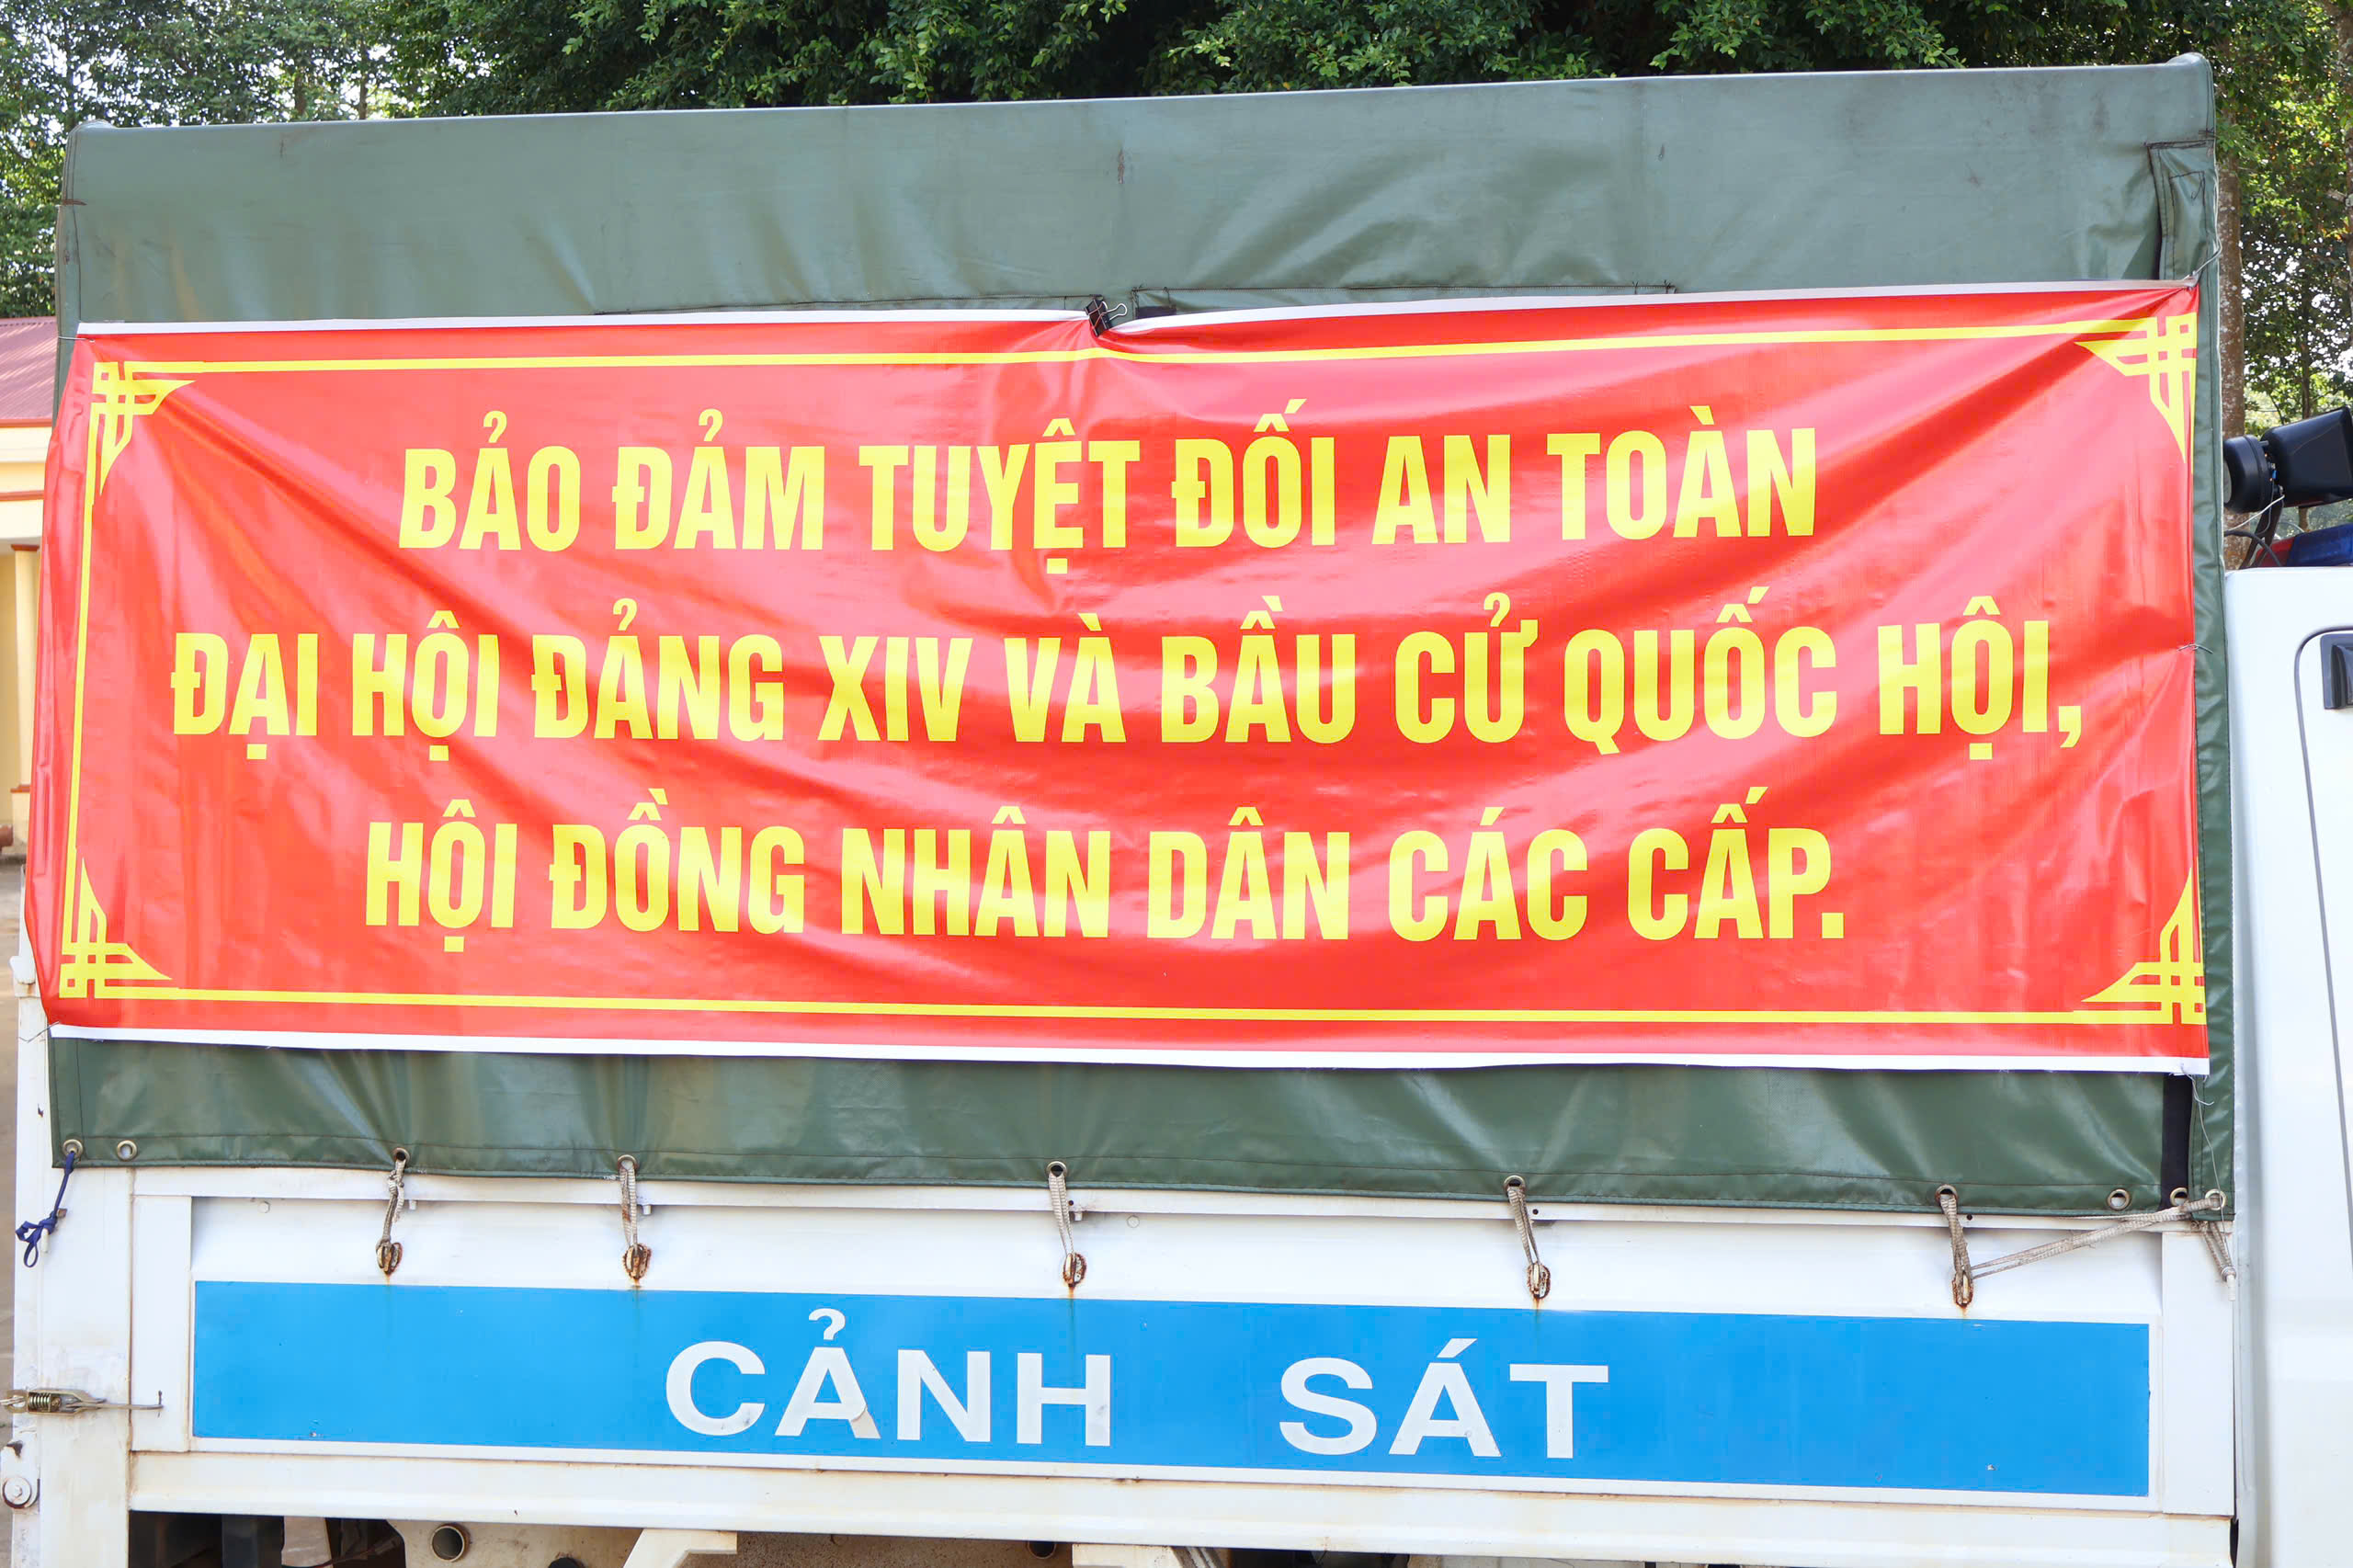 BẢO ĐẢM TUYỆT ĐỐI AN TOÀN
ĐẠI HỘI ĐẢNG XIV VÀ BẦU CỬ QUỐC HỘI,
HỘI ĐỒNG NHÂN DÂN CÁC CẤP.
CẢNH SÁT